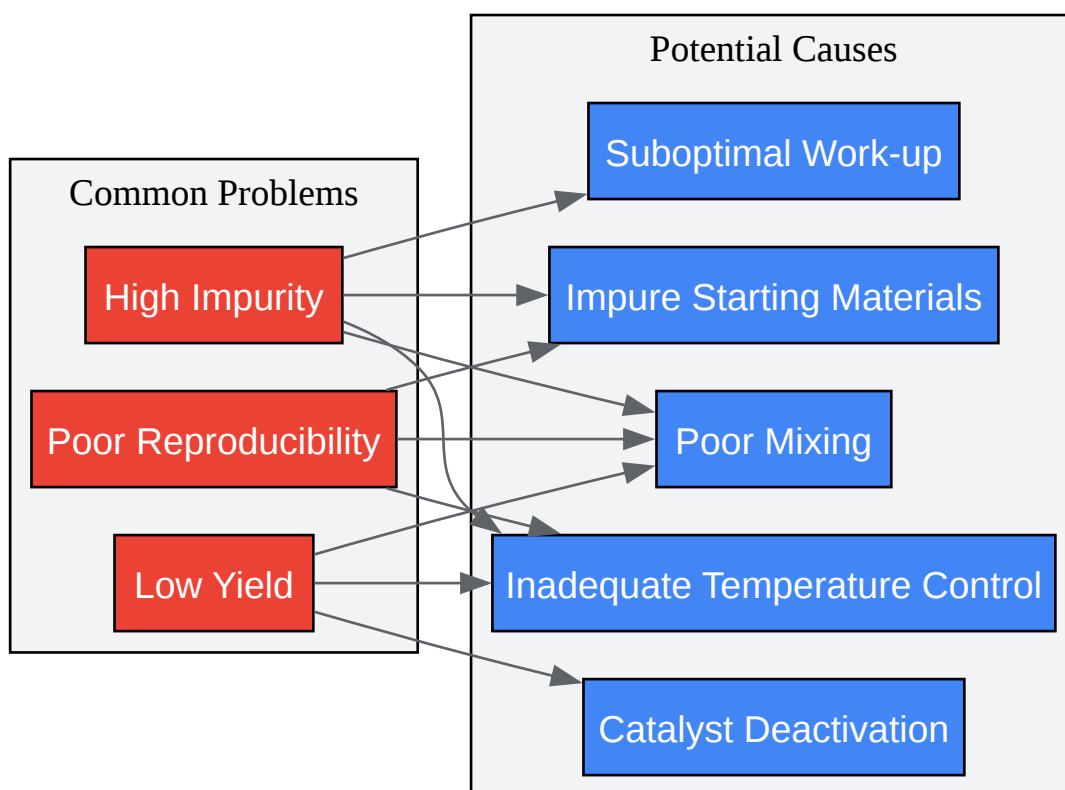 Common Problems
High Impurity
Poor Reproducibility
Low Yield
Potential Causes
Suboptimal Work-up
Impure Starting Materials
Poor Mixing
Inadequate Temperature Control
Catalyst Deactivation